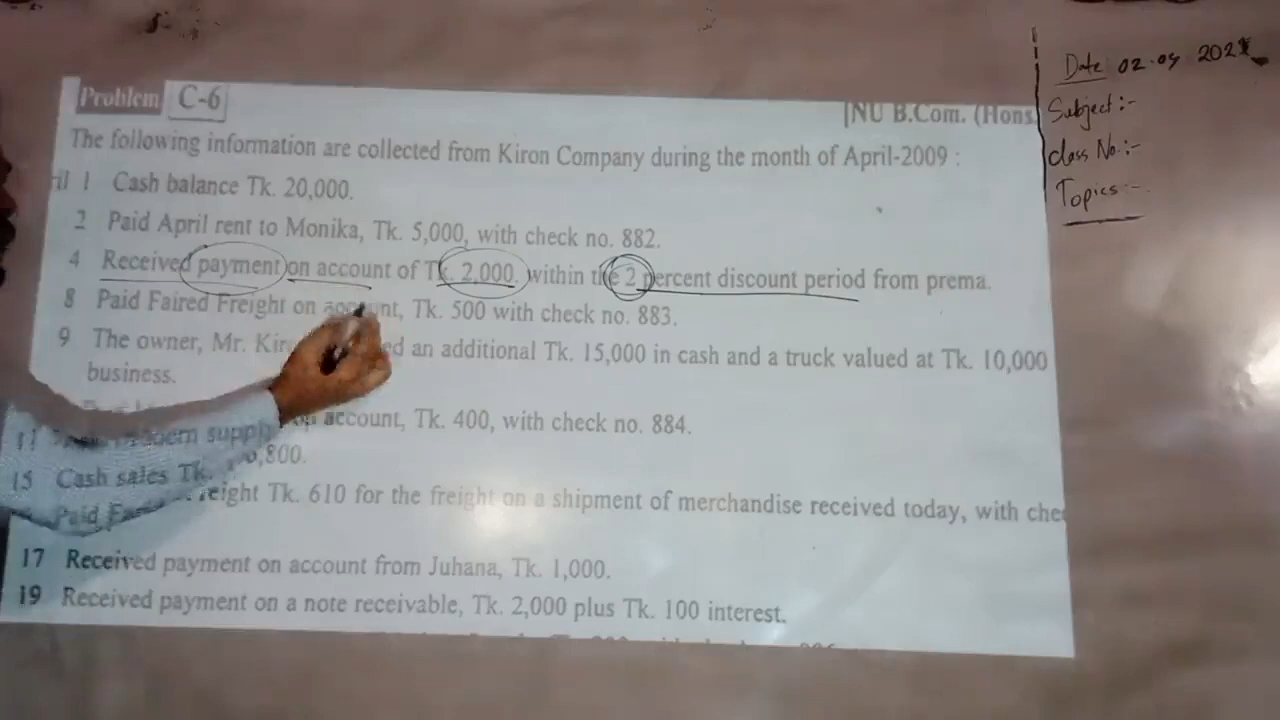 Problem C-6
[NU B.Com. (Hons.
The following information are collected from Kiron Company during the month of April-2009 :
1 Cash balance Tk. 20,000.
2 Paid April rent to Monika, Tk. 5,000, with check no. 882.
4 Received payment on account of Tk. 2,000. within the 2 percent discount period from prema.
8 Paid Faired Freight on account, Tk. 500 with check no. 883.
9 The owner, Mr. an additional Tk. 15,000 in cash and a truck valued at Tk. 10,000
business.
11 account, Tk. 400, with check no. 884.
15 Cash sales Tk. ,800.
Paid Freight Tk. 610 for the freight on a shipment of merchandise received today, with
17 Received payment on account from Juhana, Tk. 1,000.
19 Received payment on a note receivable, Tk. 2,000 plus Tk. 100 interest.
Date
Subject:-
class No.:-
Topics:-